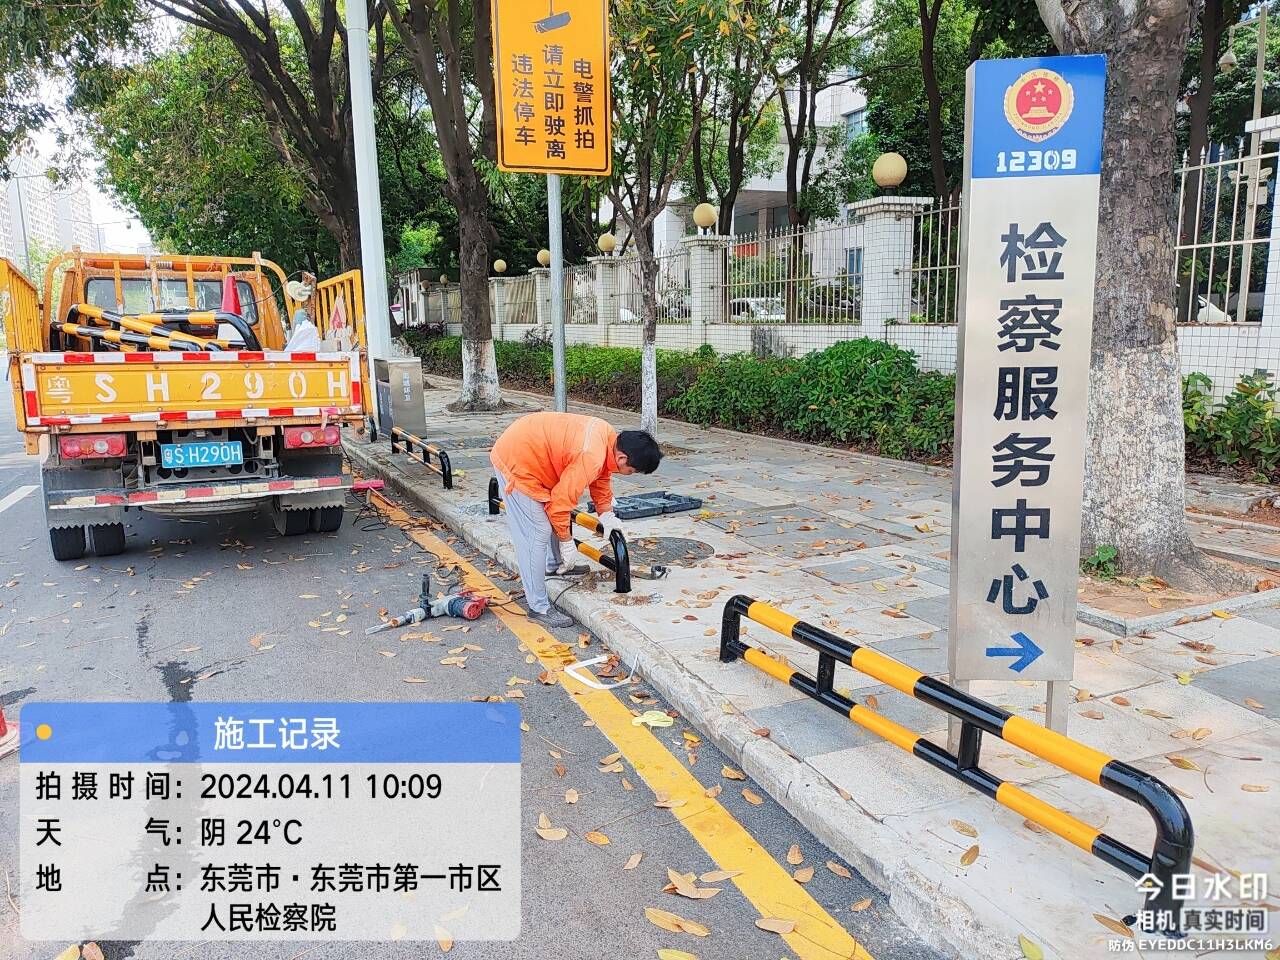 电警抓拍
请立即驶离
违法停车
12309
检察服务中心
粤SH290H
粤S·H290H
施工记录
拍摄时间：2024.04.11 10:09
天气：阴 24℃
地点：东莞市·东莞市第一市区
人民检察院
今日水印
相机 真实时间
防伪 EYEDDC11H3LKM6